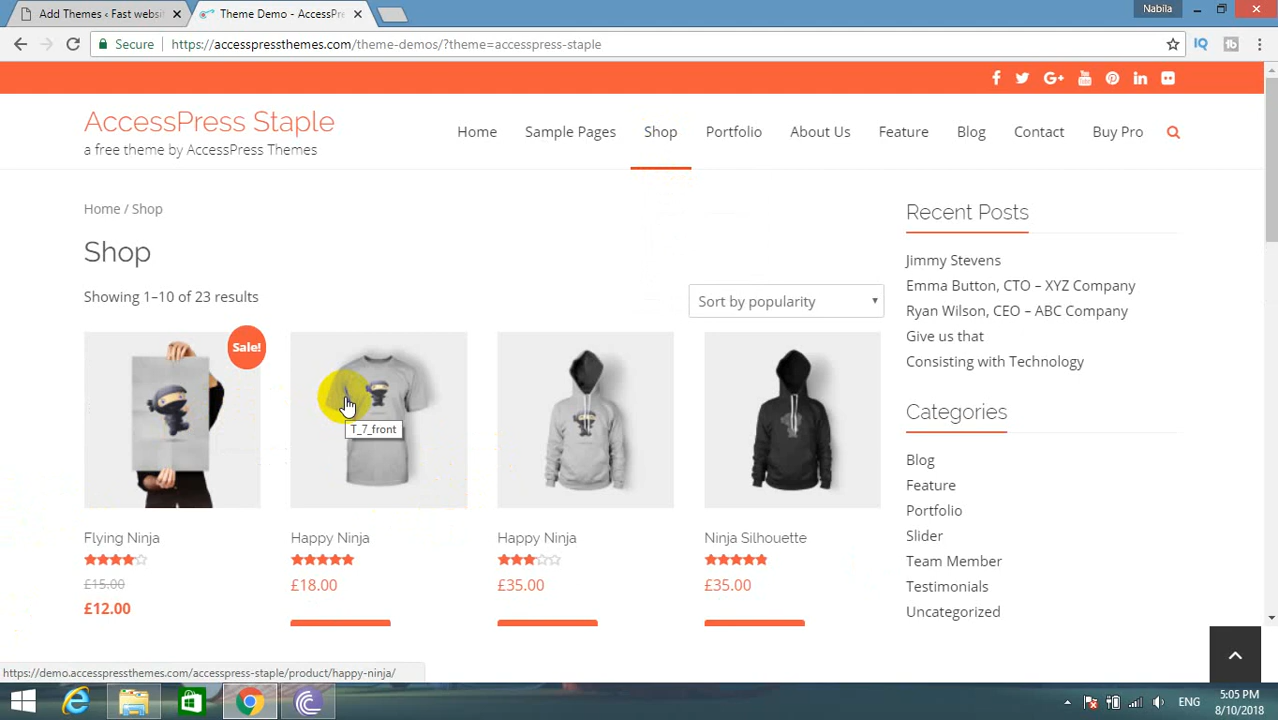 Add Themes ‹ Fast websit
Theme Demo - AccessPre
Nabila
Secure
https://accesspressthemes.com/theme-demos/?theme=accesspress-staple
AccessPress Staple
a free theme by AccessPress Themes
Home
Sample Pages
Shop
Portfolio
About Us
Feature
Blog
Contact
Buy Pro
Home / Shop
Shop
Showing 1–10 of 23 results
Sort by popularity
Sale!
T_7_front
Flying Ninja
£15.00
£12.00
Happy Ninja
£18.00
Happy Ninja
£35.00
Ninja Silhouette
£35.00
Recent Posts
Jimmy Stevens
Emma Button, CTO – XYZ Company
Ryan Wilson, CEO – ABC Company
Give us that
Consisting with Technology
Categories
Blog
Feature
Portfolio
Slider
Team Member
Testimonials
Uncategorized
https://demo.accesspressthemes.com/accesspress-staple/product/happy-ninja/
ENG
5:05 PM
8/10/2018